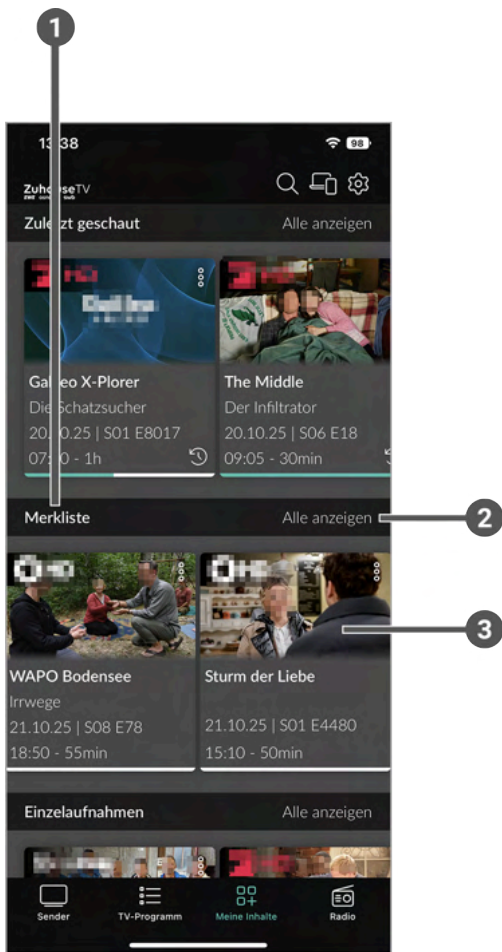 1
13:38
98
ZuhauseTV
Zuletzt geschaut
Alle anzeigen
HD
Galileo X-Plorer
Die Schatzsucher
20.10.25 | S01 E8017
- 1h
The Middle
Der Infiltrator
20.10.25 | S06 E18
09:05 - 30min
Merkliste
Alle anzeigen
2
HD
3
WAPO Bodensee
Irrwege
21.10.25 | S08 E78
18:50 - 55min
Sturm der Liebe
21.10.25 | S01 E4480
15:10 - 50min
Einzelaufnahmen
Alle anzeigen
Sender
TV-Programm
Meine Inhalte
Radio